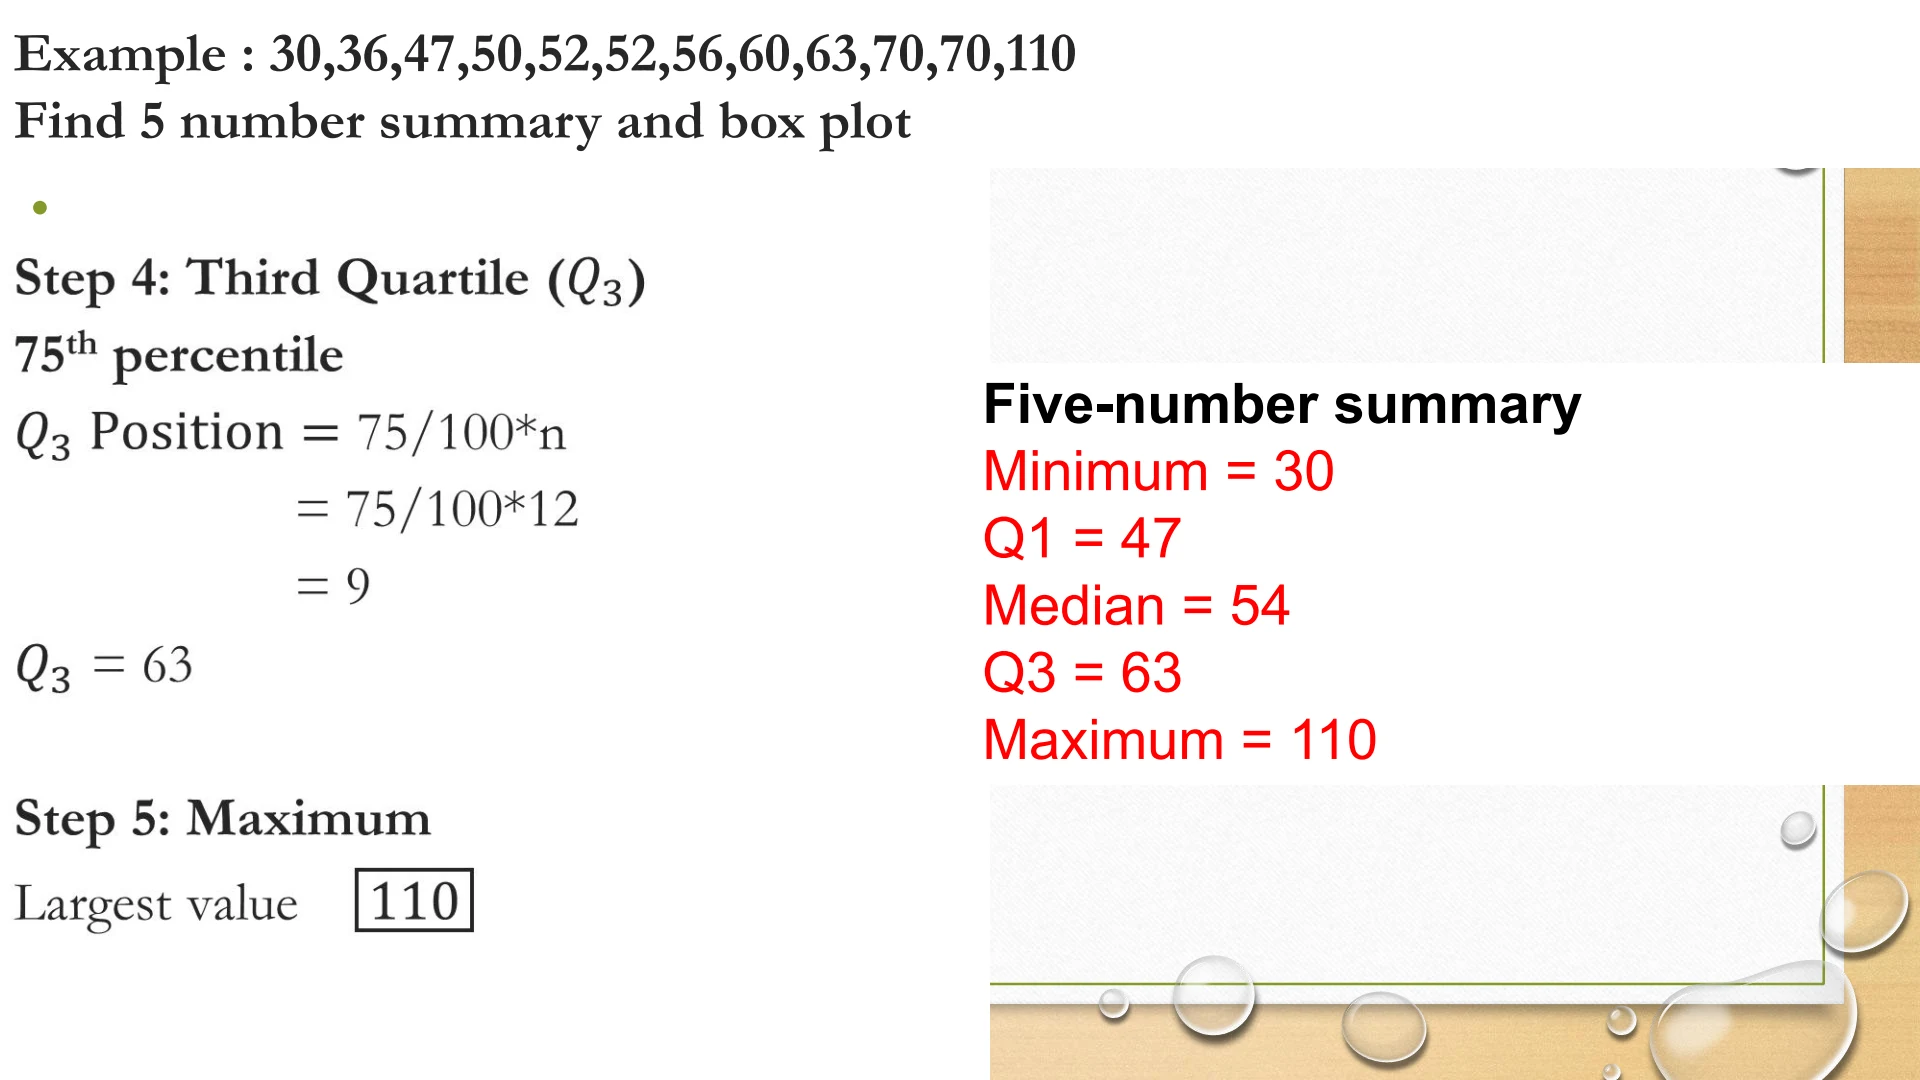 Example : 30,36,47,50,52,52,56,60,63,70,70,110
Find 5 number summary and box plot
•
Step 4: Third Quartile (Q₃)
75ᵗʰ percentile
Q₃ Position = 75/100*n
= 75/100*12
= 9
Q₃ = 63
Step 5: Maximum
Largest value 110
Five-number summary
Minimum = 30
Q1 = 47
Median = 54
Q3 = 63
Maximum = 110